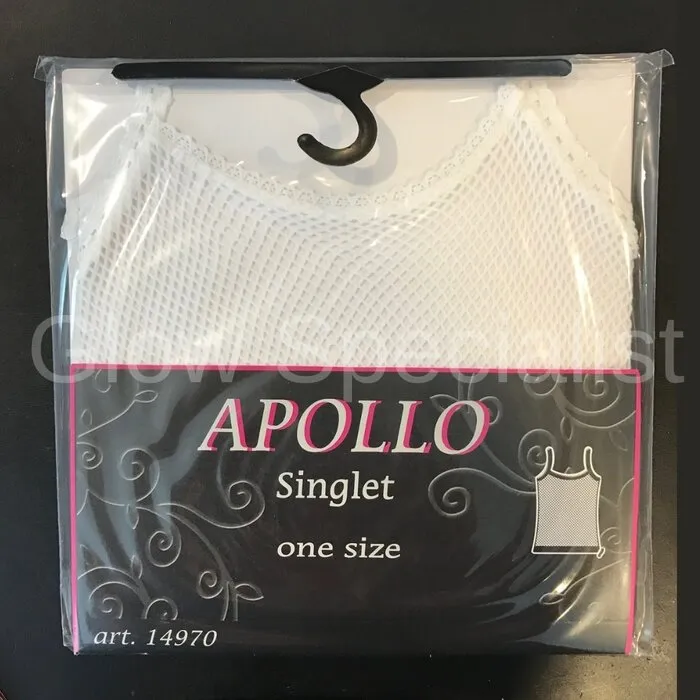 Glow Specialist
APOLLO
Singlet
one size
art. 14970